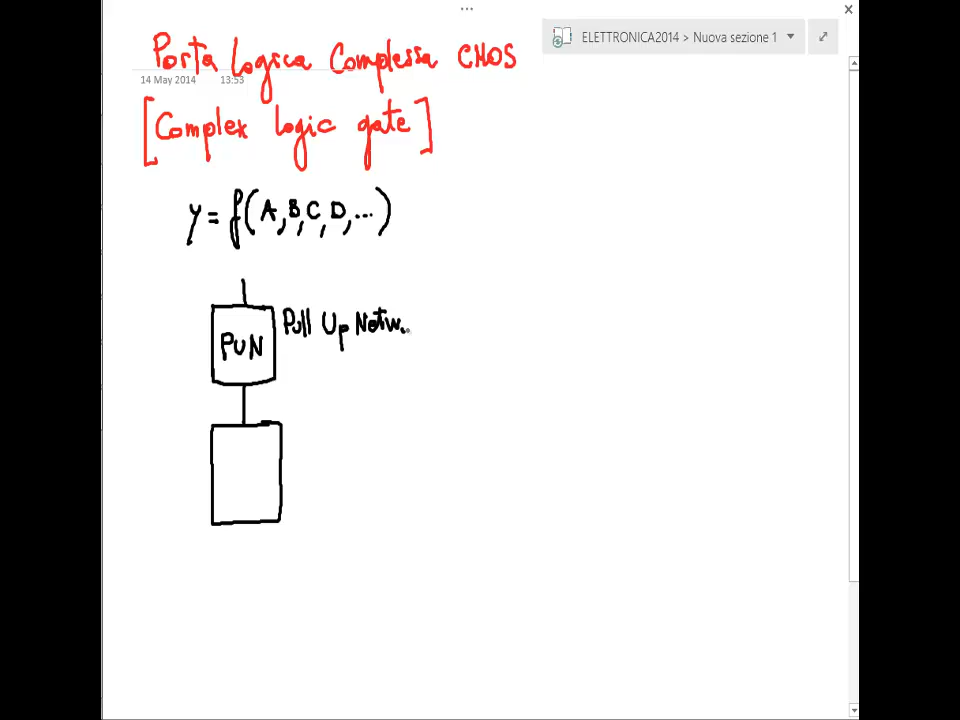 ELETTRONICA2014 > Nuova sezione 1
Porta Logica Complessa CMOS
14 May 2014 13:53
[Complex logic gate]
y = f(A, B, C, D, ...)
Pull Up Netw..
PUN